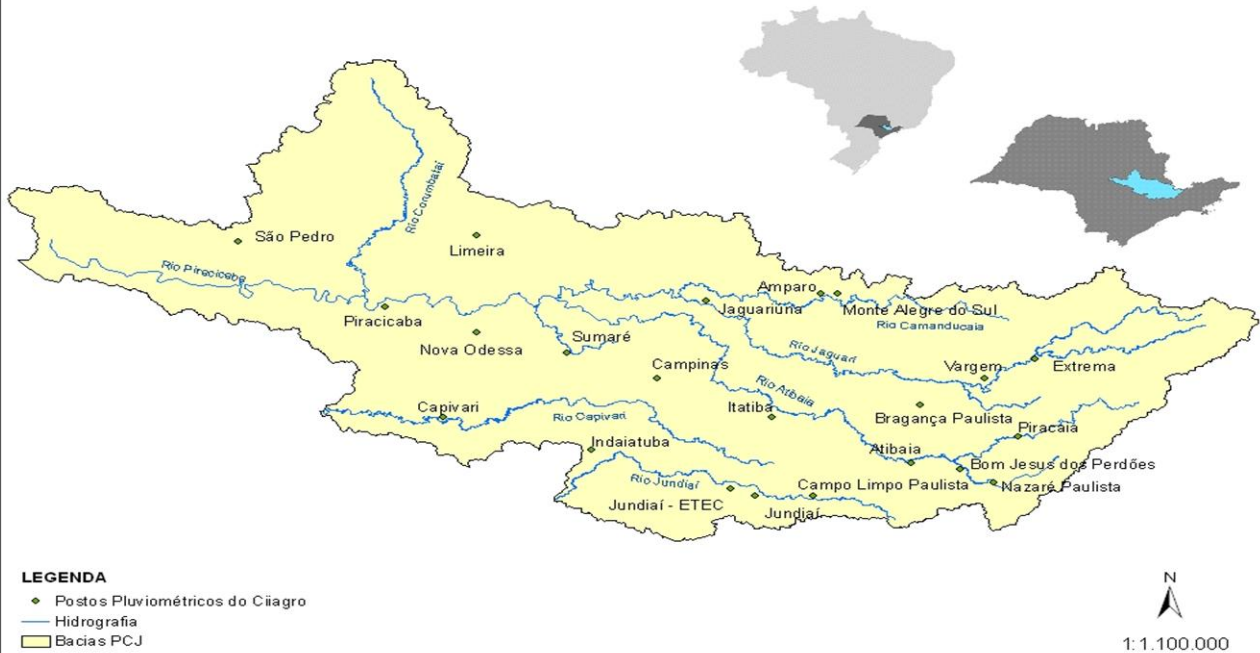 Rio Corumbataí
São Pedro
Limeira
Rio Piracicaba
Amparo
Piracicaba
Jaguariúna
Monte Alegre do Sul
Rio Camanducaia
Nova Odessa
Sumaré
Rio Jaguari
Campinas
Vargem
Extrema
Rio Atibaia
Capivari
Rio Capivari
Itatiba
Bragança Paulista
Piracaia
Indaiatuba
Atibaia
Bom Jesus dos Perdões
Rio Jundiaí
Campo Limpo Paulista
Nazaré Paulista
Jundiaí - ETEC
Jundiaí
LEGENDA
Postos Pluviométricos do Ciiagro
Hidrografia
Bacias PCJ
N
1:1.100.000